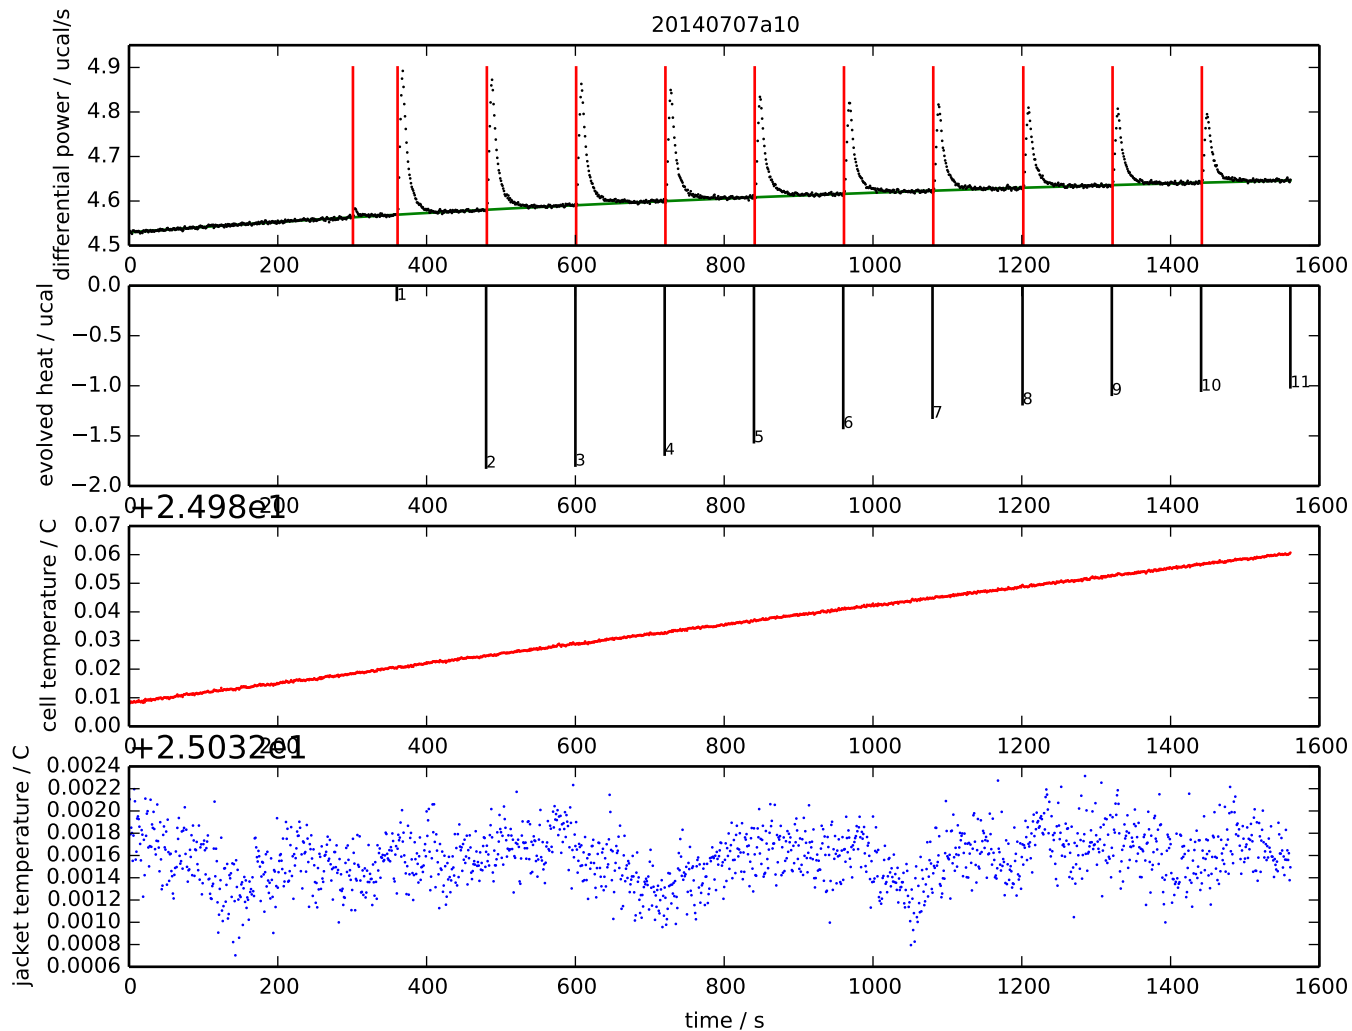 20140707a10
differential power / ucal/s
4.9
4.8
4.7
4.6
4.5
0 200 400 600 800 1000 1200 1400 1600
evolved heat / ucal
0.0
−0.5
−1.0
−1.5
−2.0
1 2 3 4 5 6 7 8 9 10 11
0 200 400 600 800 1000 1200 1400 1600
+2.498e1
cell temperature / C
0.07
0.06
0.05
0.04
0.03
0.02
0.01
0.00
0 200 400 600 800 1000 1200 1400 1600
+2.5032e1
jacket temperature / C
0.0024
0.0022
0.0020
0.0018
0.0016
0.0014
0.0012
0.0010
0.0008
0.0006
0 200 400 600 800 1000 1200 1400 1600
time / s